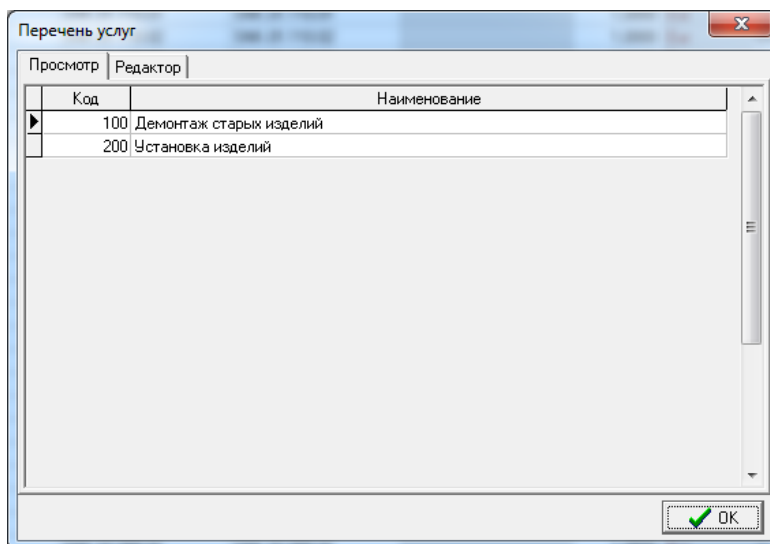 Перечень услуг
Просмотр Редактор
Код Наименование
100 Демонтаж старых изделий
200 Установка изделий
OK